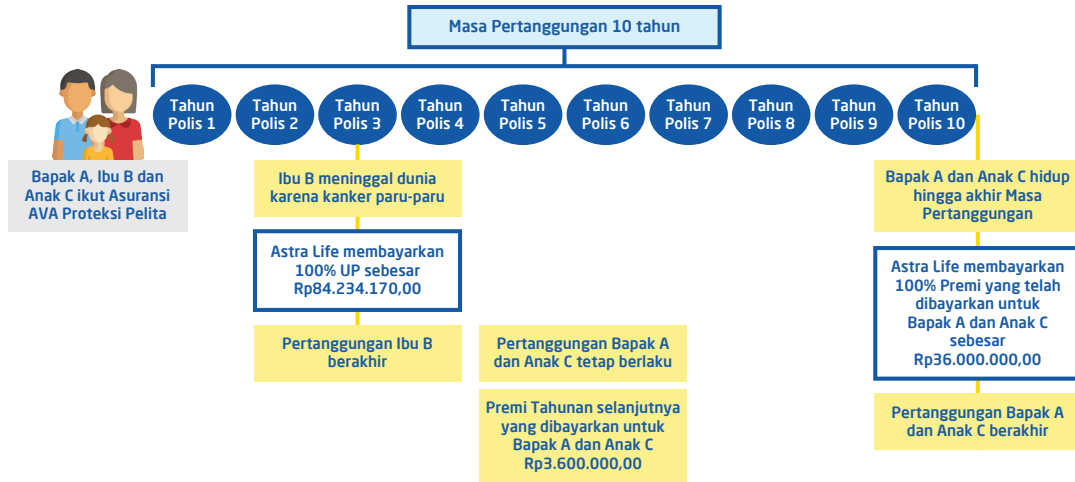 Masa Pertanggungan 10 tahun
Tahun
Polis 1
Tahun
Polis 2
Tahun
Polis 3
Tahun
Polis 4
Tahun
Polis 5
Tahun
Polis 6
Tahun
Polis 7
Tahun
Polis 8
Tahun
Polis 9
Tahun
Polis 10
Bapak A, Ibu B dan
Anak C ikut Asuransi
AVA Proteksi Pelita
Ibu B meninggal dunia
karena kanker paru-paru
Astra Life membayarkan
100% UP sebesar
Rp84.234.170,00
Pertanggungan Ibu B
berakhir
Pertanggungan Bapak A
dan Anak C tetap berlaku
Premi Tahunan selanjutnya
yang dibayarkan untuk
Bapak A dan Anak C
Rp3.600.000,00
Bapak A dan Anak C hidup
hingga akhir Masa
Pertanggungan
Astra Life membayarkan
100% Premi yang telah
dibayarkan untuk
Bapak A dan Anak C
sebesar
Rp36.000.000,00
Pertanggungan Bapak A
dan Anak C berakhir